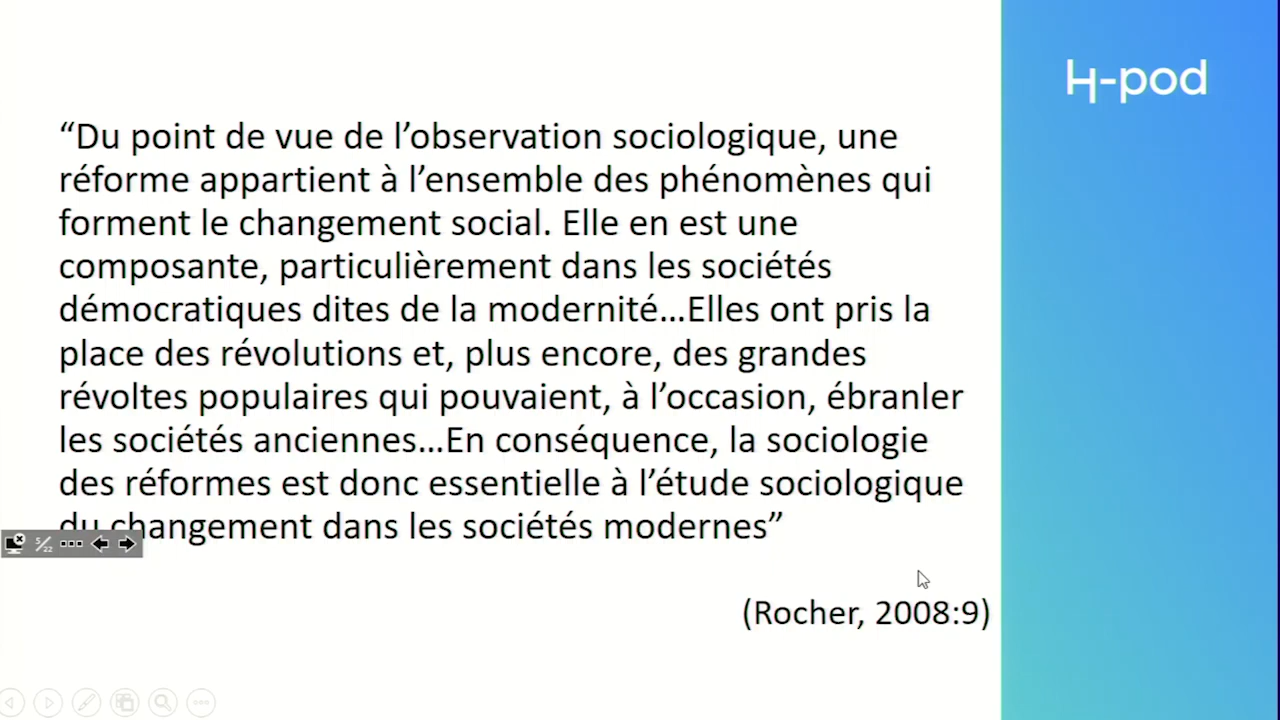 H-pod
“Du point de vue de l’observation sociologique, une
réforme appartient à l’ensemble des phénomènes qui
forment le changement social. Elle en est une
composante, particulièrement dans les sociétés
démocratiques dites de la modernité…Elles ont pris la
place des révolutions et, plus encore, des grandes
révoltes populaires qui pouvaient, à l’occasion, ébranler
les sociétés anciennes…En conséquence, la sociologie
des réformes est donc essentielle à l’étude sociologique
du changement dans les sociétés modernes”
5/22
(Rocher, 2008:9)